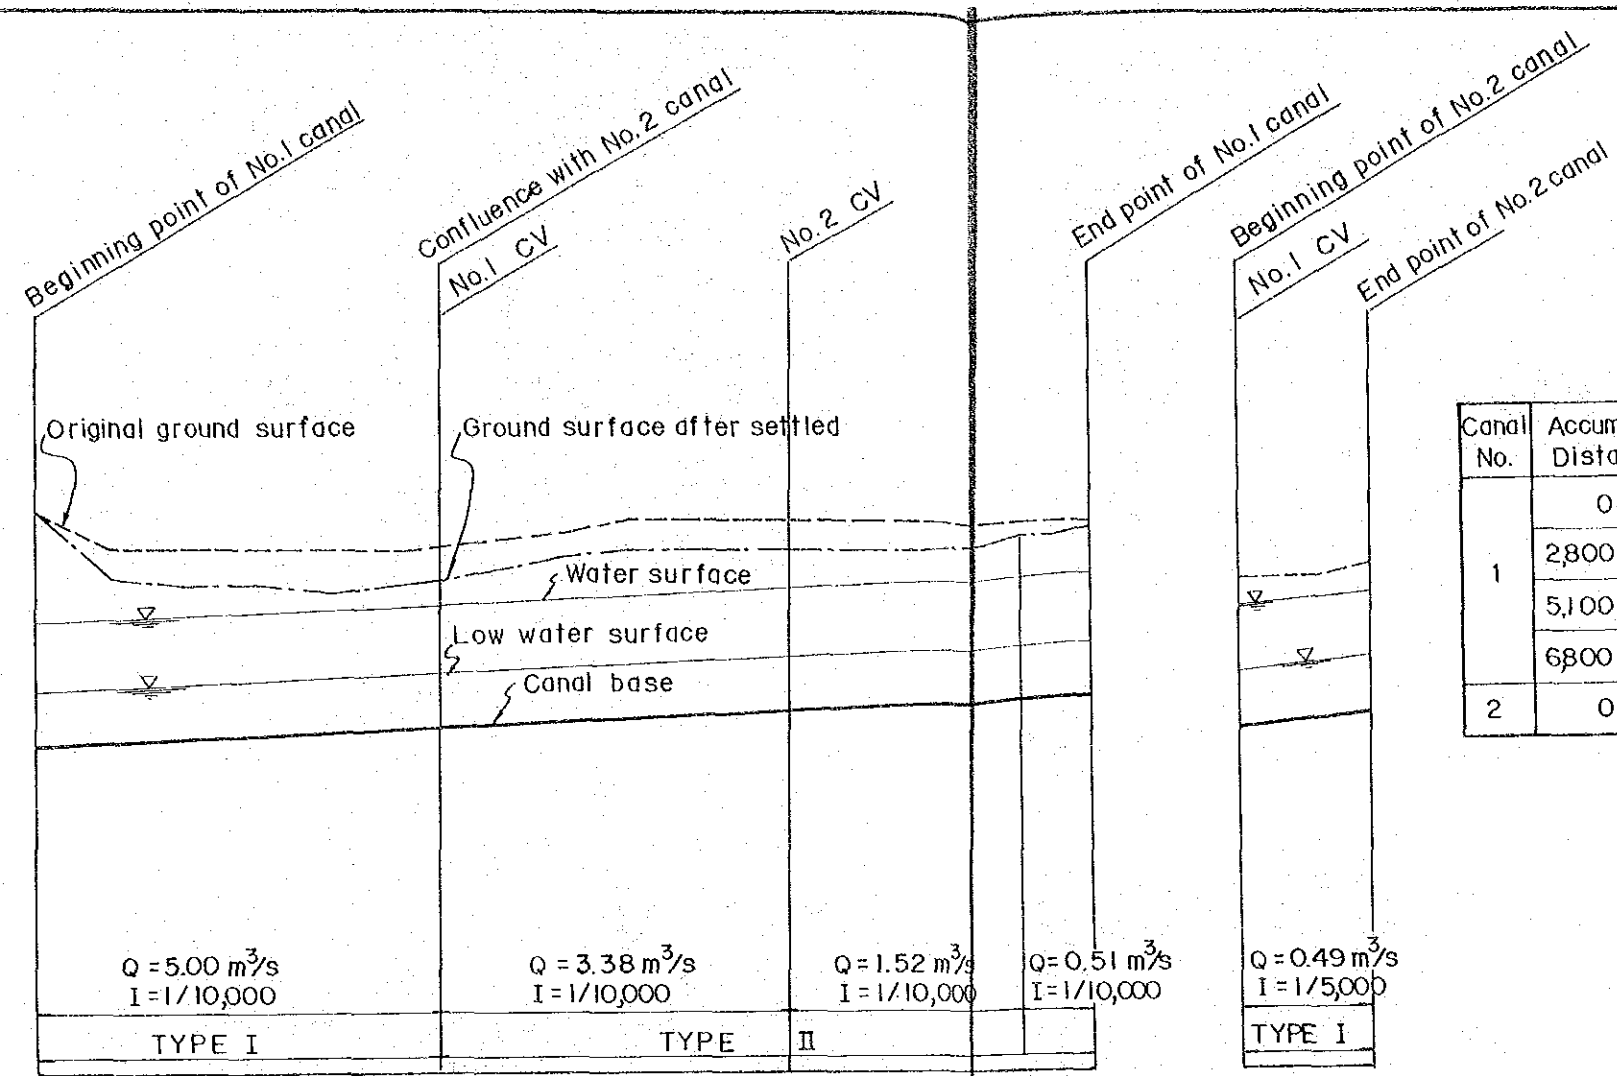 Beginning point of No.1 canal
Confluence with No.2 canal
No.1 CV
No.2 CV
End point of No.1 canal
Beginning point of No.2 canal
No.1 CV
End point of No.2 canal
Original ground surface
Ground surface after settled
Water surface
Low water surface
Canal base
Canal No.
Accum
Dista
1
0
2,800
5,100
6,800
2
0
Q = 5.00 m³/s
I = 1/10,000
Q = 3.38 m³/s
I = 1/10,000
Q = 1.52 m³/s
I = 1/10,000
Q = 0.51 m³/s
I = 1/10,000
Q = 0.49 m³/s
I = 1/5,000
TYPE I
TYPE II
TYPE I